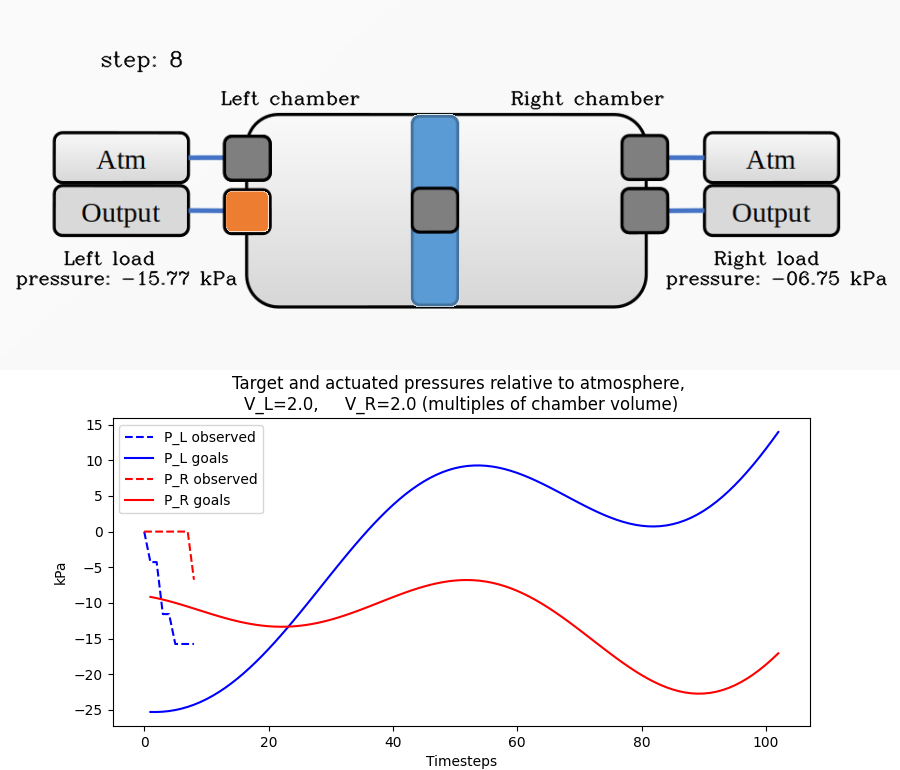 step: 8
Left chamber
Right chamber
Atm
Atm
Output
Output
Left load
pressure: -15.77 kPa
Right load
pressure: -06.75 kPa
Target and actuated pressures relative to atmosphere,
V_L=2.0, V_R=2.0 (multiples of chamber volume)
P_L observed
P_L goals
P_R observed
P_R goals
15
10
5
0
−5
−10
−15
−20
−25
kPa
0 20 40 60 80 100
Timesteps